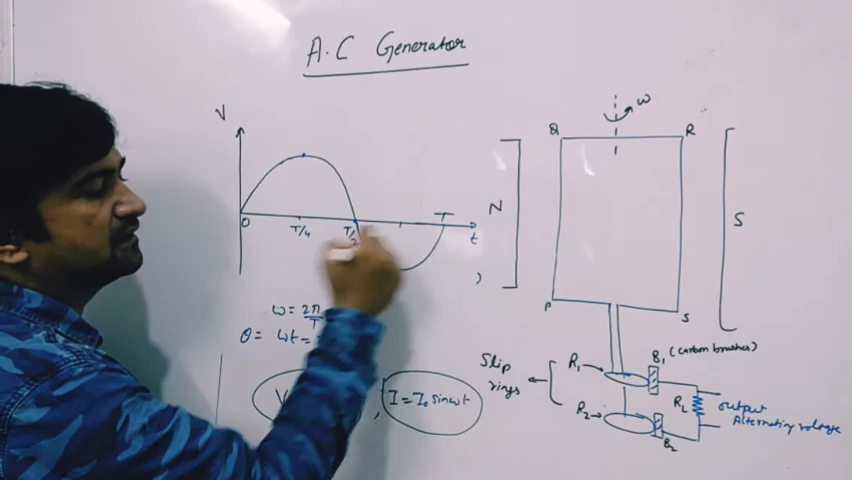 A.C Generator
V
O
T/4
T/2
T
t
ω = 2π/T
θ = ωt =
V
, I = I₀ sinωt
ω
Q
R
N
S
P
S
Slip rings
R₁
B₁ (carbon brushes)
R₂
B₂
R_L
output
Alternating voltage